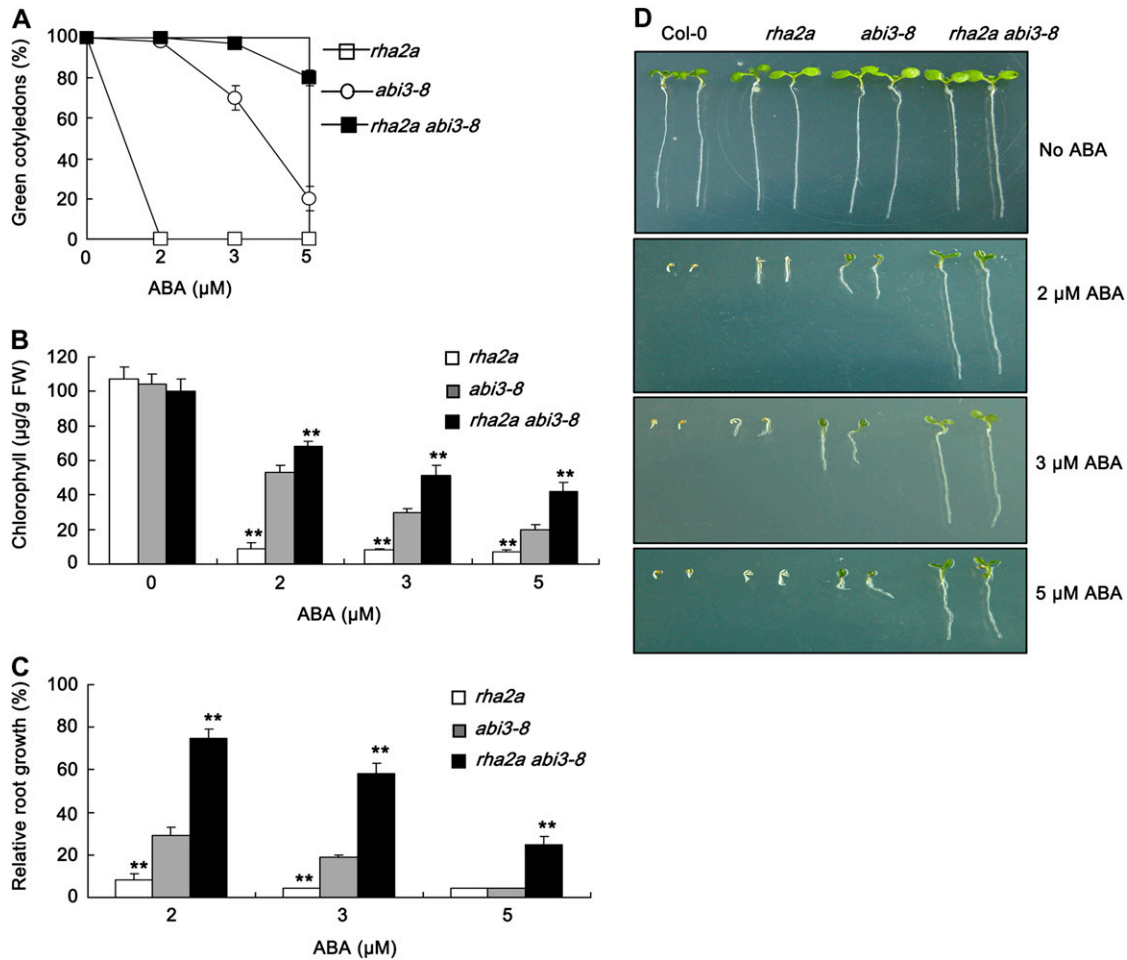 A
Green cotyledons (%)
100
80
60
40
20
0
0 2 3 5
ABA (µM)
rha2a
abi3-8
rha2a abi3-8
B
Chlorophyll (µg/g FW)
120
100
80
60
40
20
0
** ** ** ** ** **
0 2 3 5
ABA (µM)
rha2a
abi3-8
rha2a abi3-8
C
Relative root growth (%)
100
80
60
40
20
0
** ** ** ** **
2 3 5
ABA (µM)
rha2a
abi3-8
rha2a abi3-8
D
Col-0 rha2a abi3-8 rha2a abi3-8
No ABA
2 µM ABA
3 µM ABA
5 µM ABA